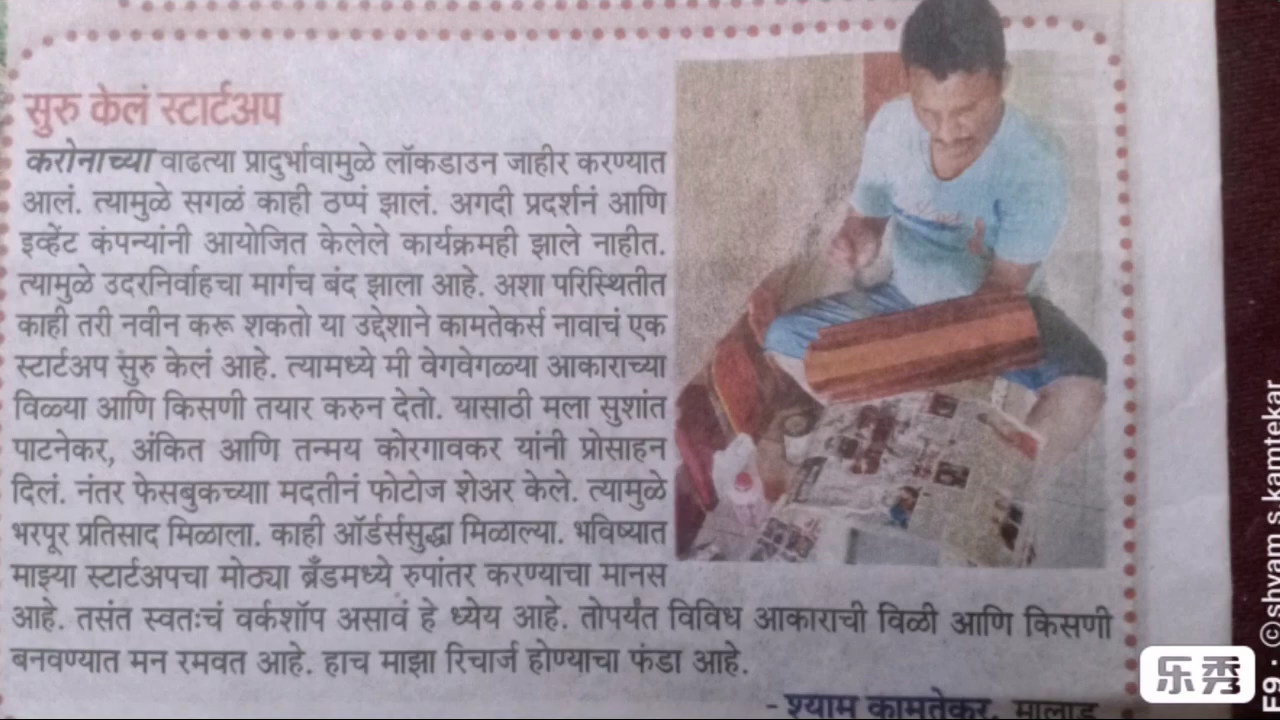 सुरु केलं स्टार्टअप
करोनाच्या वाढत्या प्रादुर्भावामुळे लॉकडाउन जाहीर करण्यात
आलं. त्यामुळे सगळं काही ठप्पं झालं. अगदी प्रदर्शनं आणि
इव्हेंट कंपन्यांनी आयोजित केलेले कार्यक्रमही झाले नाहीत.
त्यामुळे उदरनिर्वाहचा मार्गच बंद झाला आहे. अशा परिस्थितीत
काही तरी नवीन करू शकतो या उद्देशाने कामतेकर्स नावाचं एक
स्टार्टअप सुरु केलं आहे. त्यामध्ये मी वेगवेगळ्या आकाराच्या
विळ्या आणि किसणी तयार करुन देतो. यासाठी मला सुशांत
पाटनेकर, अंकित आणि तन्मय कोरगावकर यांनी प्रोसाहन
दिलं. नंतर फेसबुकच्याा मदतीनं फोटोज शेअर केले. त्यामुळे
भरपूर प्रतिसाद मिळाला. काही ऑर्डर्ससुद्धा मिळाल्या. भविष्यात
माझ्या स्टार्टअपचा मोठ्या ब्रँडमध्ये रुपांतर करण्याचा मानस
आहे. तसंत स्वतःचं वर्कशॉप असावं हे ध्येय आहे. तोपर्यंत विविध आकाराची विळी आणि किसणी
बनवण्यात मन रमवत आहे. हाच माझा रिचार्ज होण्याचा फंडा आहे.
- श्याम कामतेकर, मालाड
F9 · ©shyam s kamtekar
乐秀